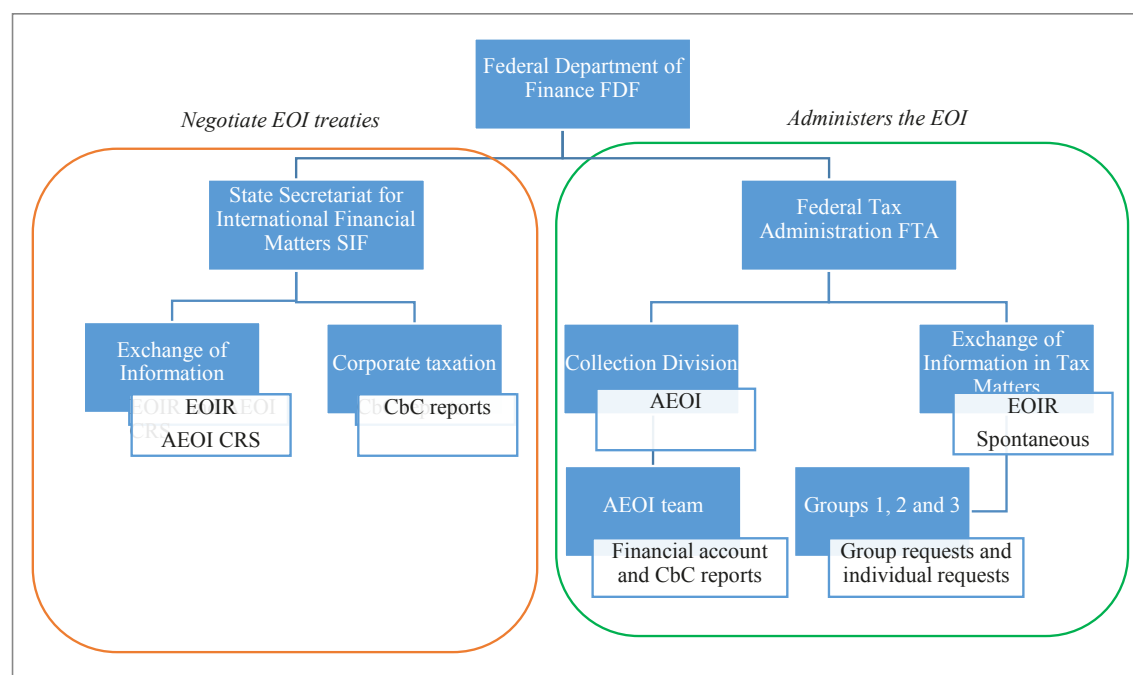 Federal Department of
Finance FDF
Negotiate EOI treaties
Administers the EOI
State Secretariat for
International Financial
Matters SIF
Federal Tax
Administration FTA
Exchange of
Information
EOIR
AEOI CRS
Corporate taxation
CbC reports
Collection Division
AEOI
Exchange of
Information in Tax
Matters
EOIR
Spontaneous
AEOI team
Financial account
and CbC reports
Groups 1, 2 and 3
Group requests and
individual requests